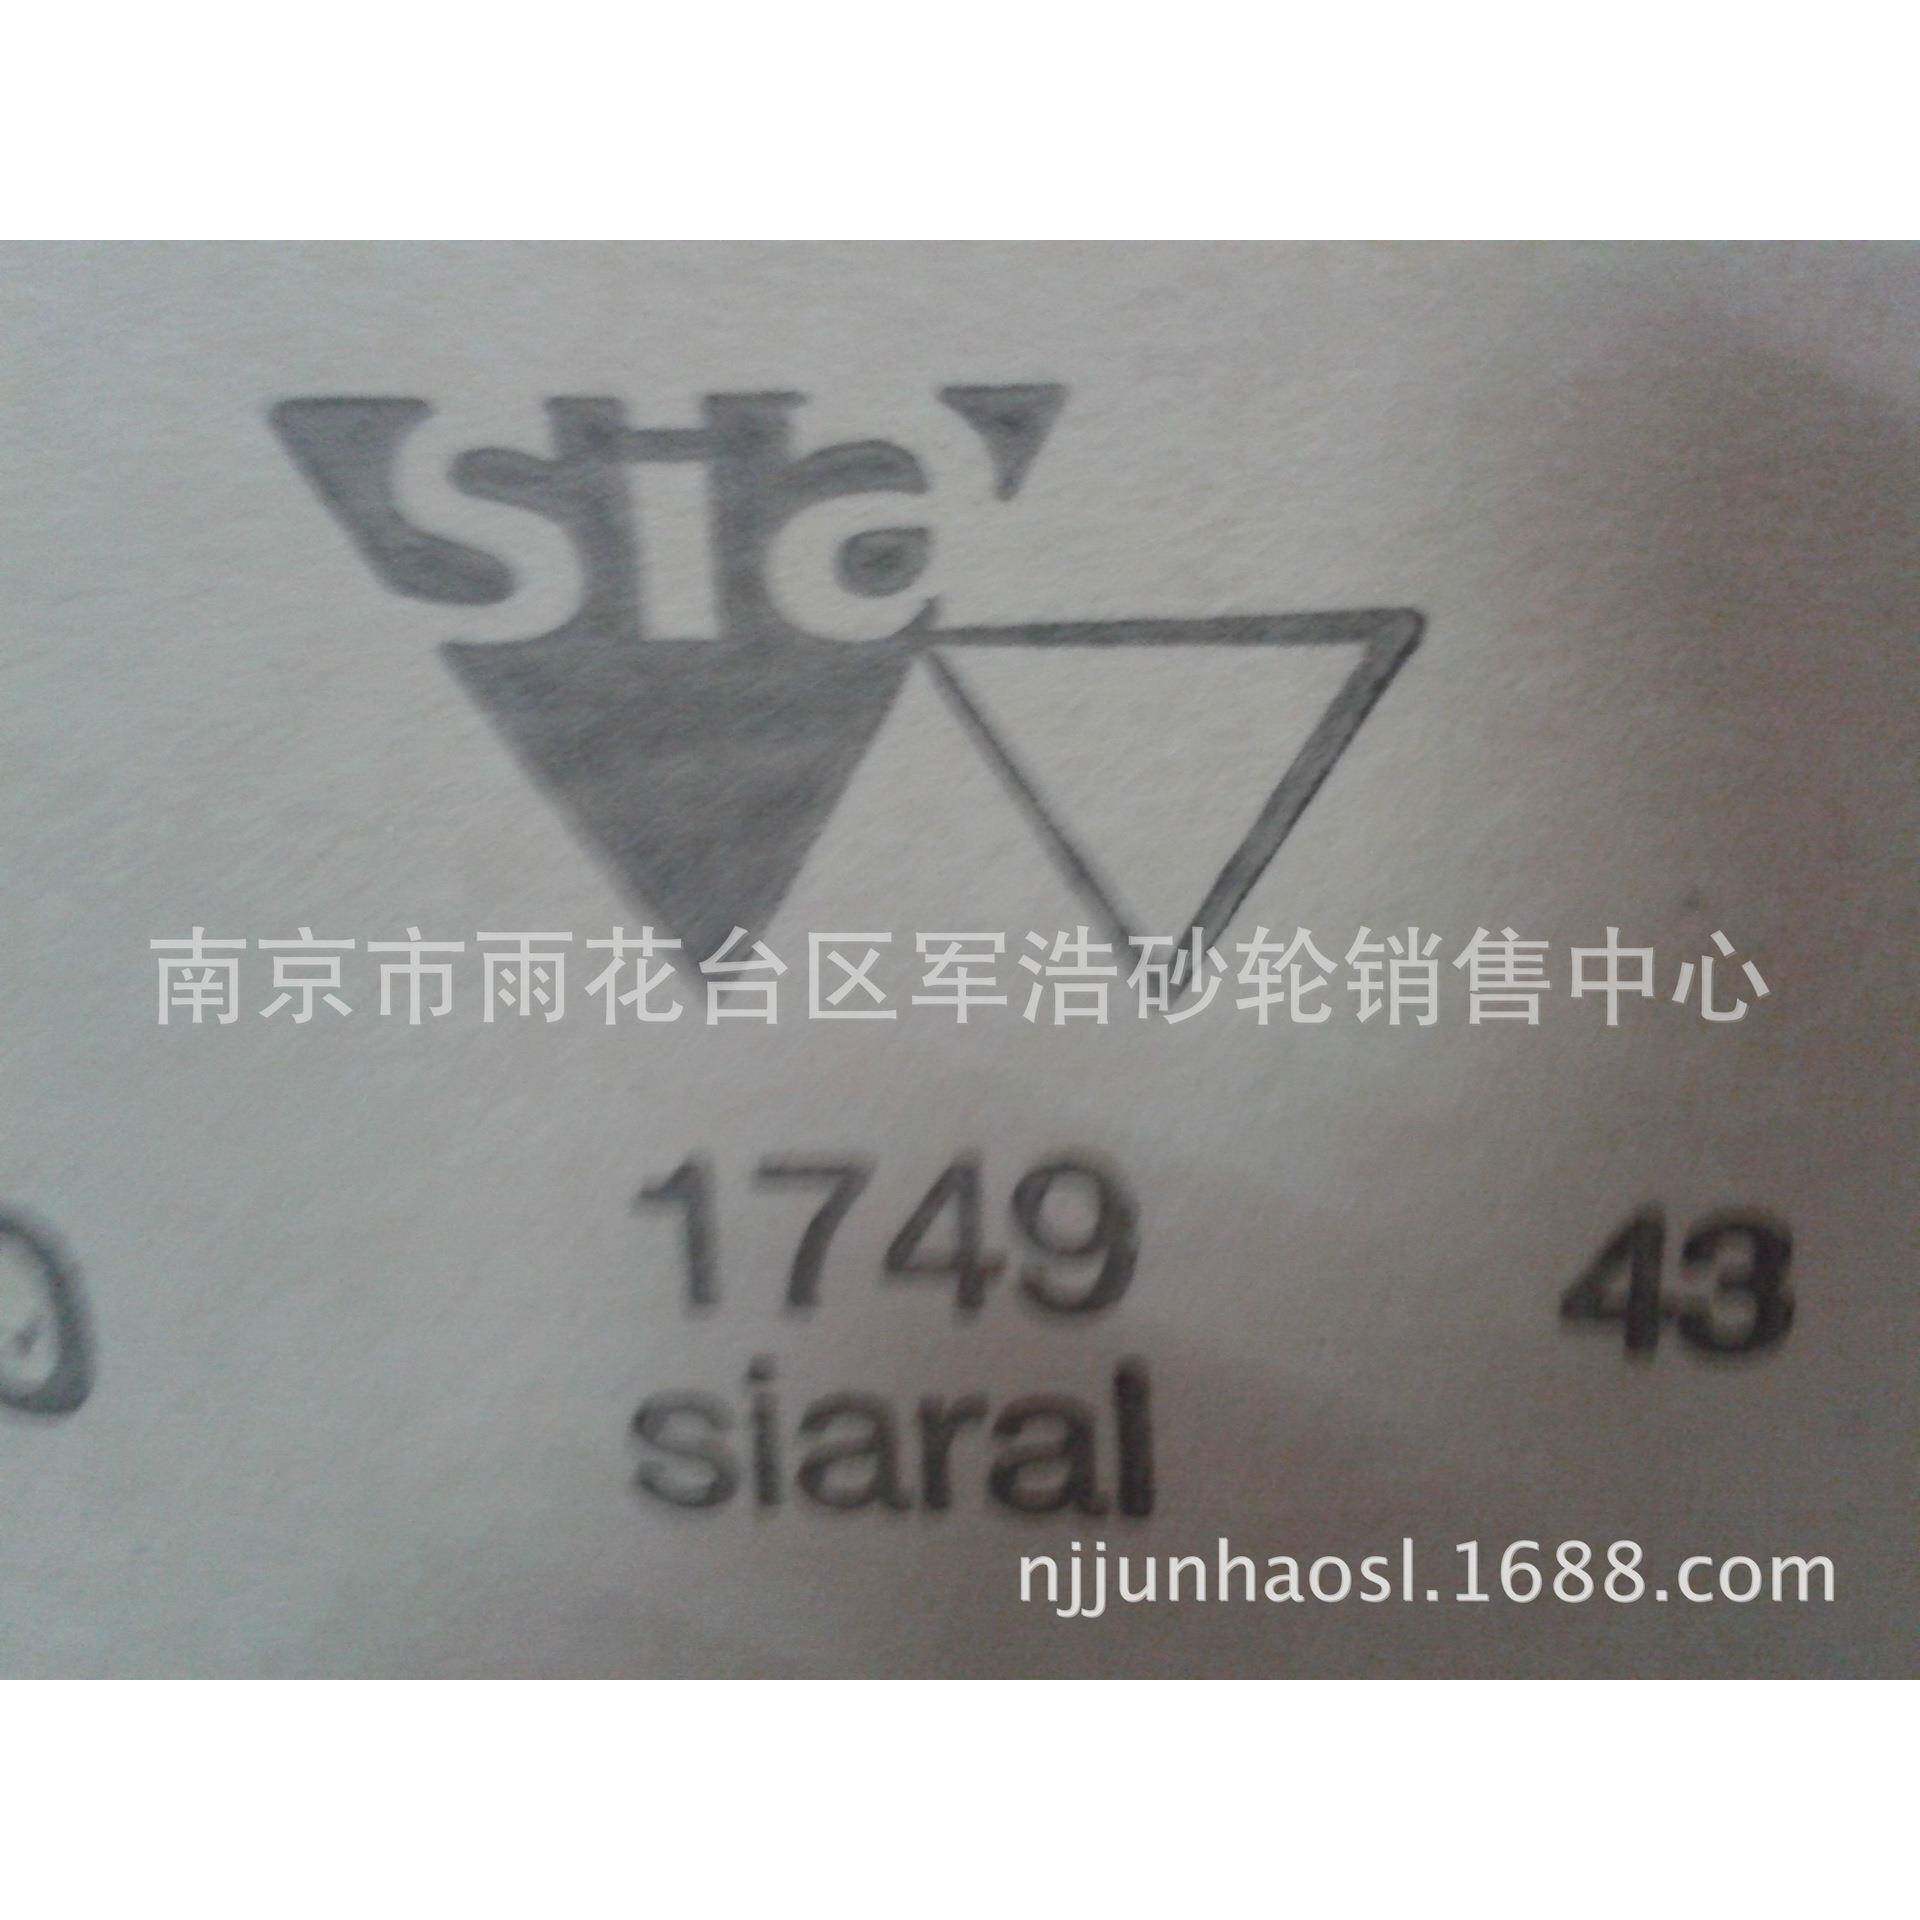 sia
南京市雨花台区军浩砂轮销售中心
1749
43
siaral
njjunhaosl.1688.com